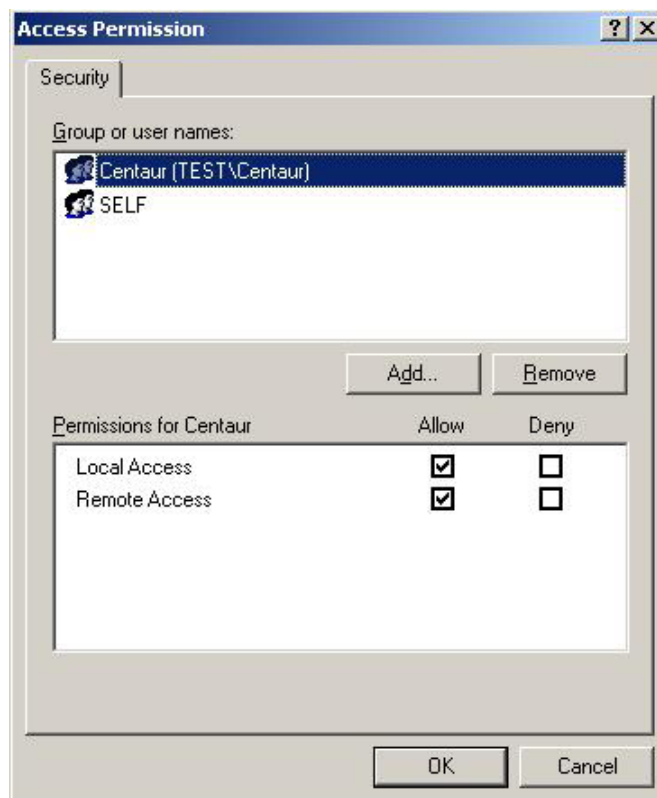 Access Permission
Security
Group or user names:
Centaur (TEST\Centaur)
SELF
Add... Remove
Permissions for Centaur Allow Deny
Local Access
Remote Access
OK Cancel